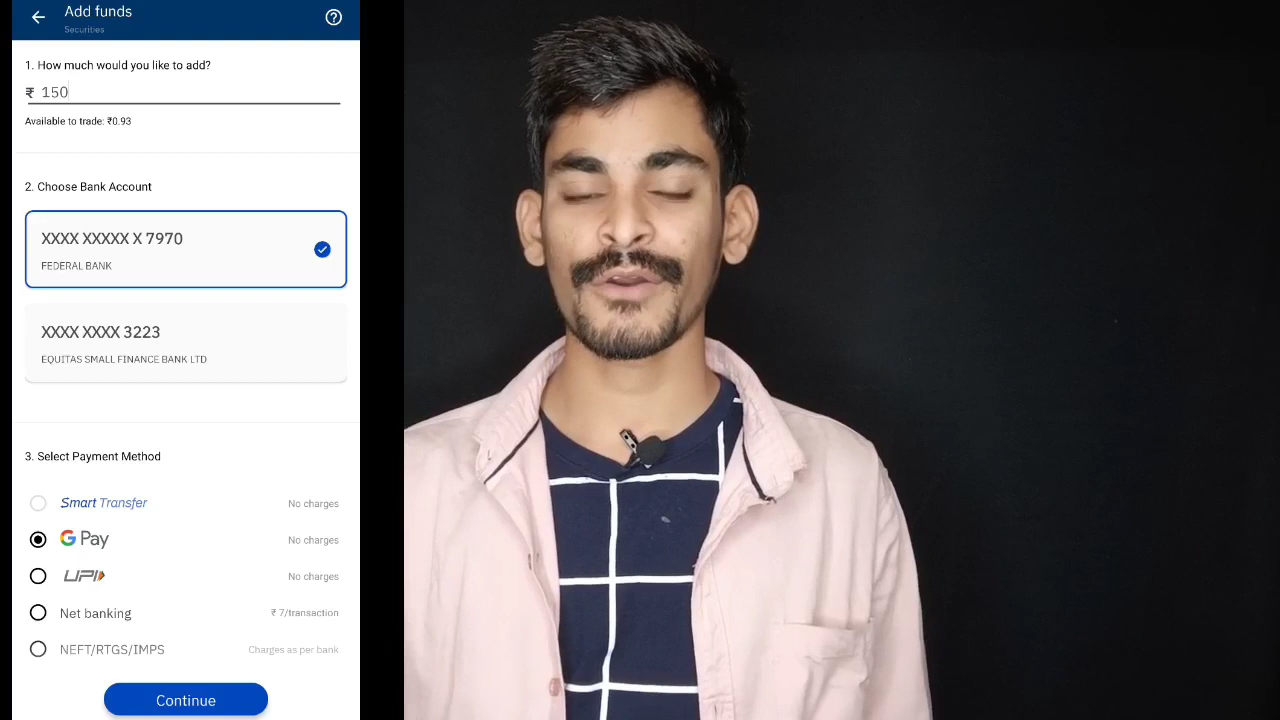 Add funds
Securities
1. How much would you like to add?
₹ 150
Available to trade: ₹0.93
2. Choose Bank Account
XXXX XXXXX X 7970
FEDERAL BANK
XXXX XXXX 3223
EQUITAS SMALL FINANCE BANK LTD
3. Select Payment Method
Smart Transfer No charges
G Pay No charges
UPI No charges
Net banking ₹ 7/transaction
NEFT/RTGS/IMPS Charges as per bank
Continue